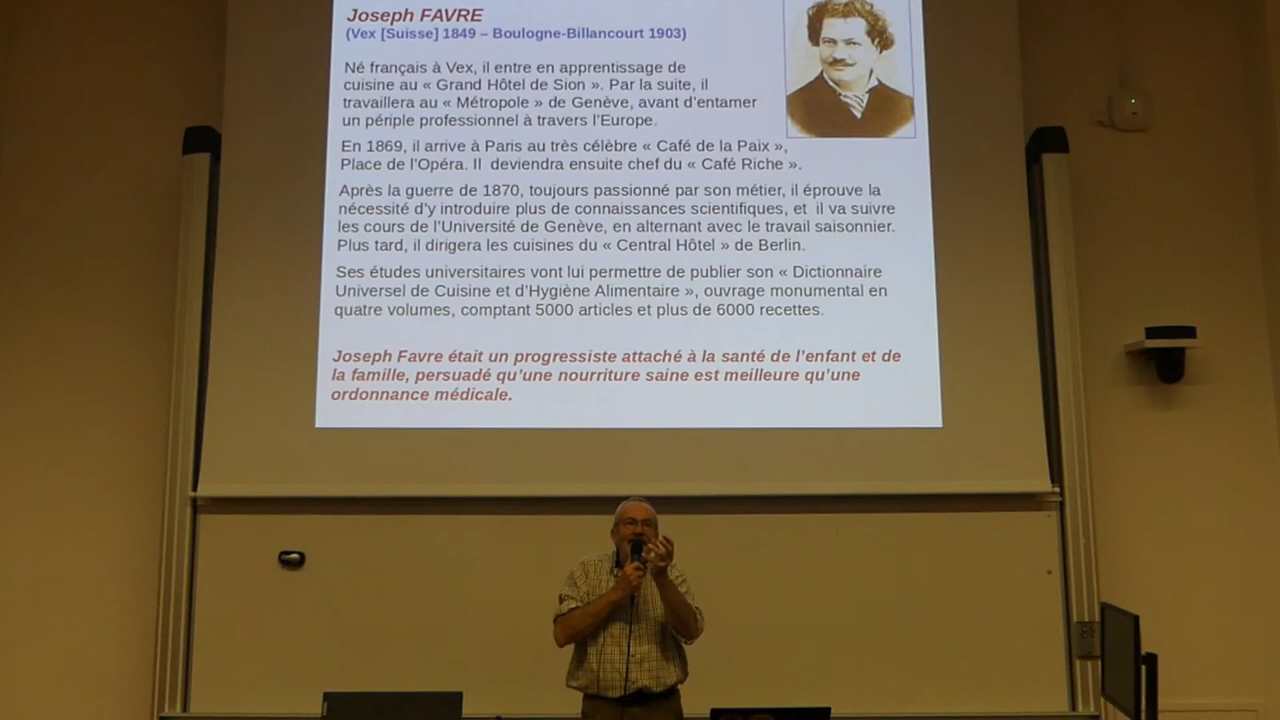 Joseph FAVRE
(Vex [Suisse] 1849 – Boulogne-Billancourt 1903)
Né français à Vex, il entre en apprentissage de
cuisine au « Grand Hôtel de Sion ». Par la suite, il
travaillera au « Métropole » de Genève, avant d'entamer
un périple professionnel à travers l'Europe.
En 1869, il arrive à Paris au très célèbre « Café de la Paix »,
Place de l'Opéra. Il deviendra ensuite chef du « Café Riche ».
Après la guerre de 1870, toujours passionné par son métier, il éprouve la
nécessité d'y introduire plus de connaissances scientifiques, et il va suivre
les cours de l'Université de Genève, en alternant avec le travail saisonnier.
Plus tard, il dirigera les cuisines du « Central Hôtel » de Berlin.
Ses études universitaires vont lui permettre de publier son « Dictionnaire
Universel de Cuisine et d'Hygiène Alimentaire », ouvrage monumental en
quatre volumes, comptant 5000 articles et plus de 6000 recettes.
Joseph Favre était un progressiste attaché à la santé de l'enfant et de
la famille, persuadé qu'une nourriture saine est meilleure qu'une
ordonnance médicale.